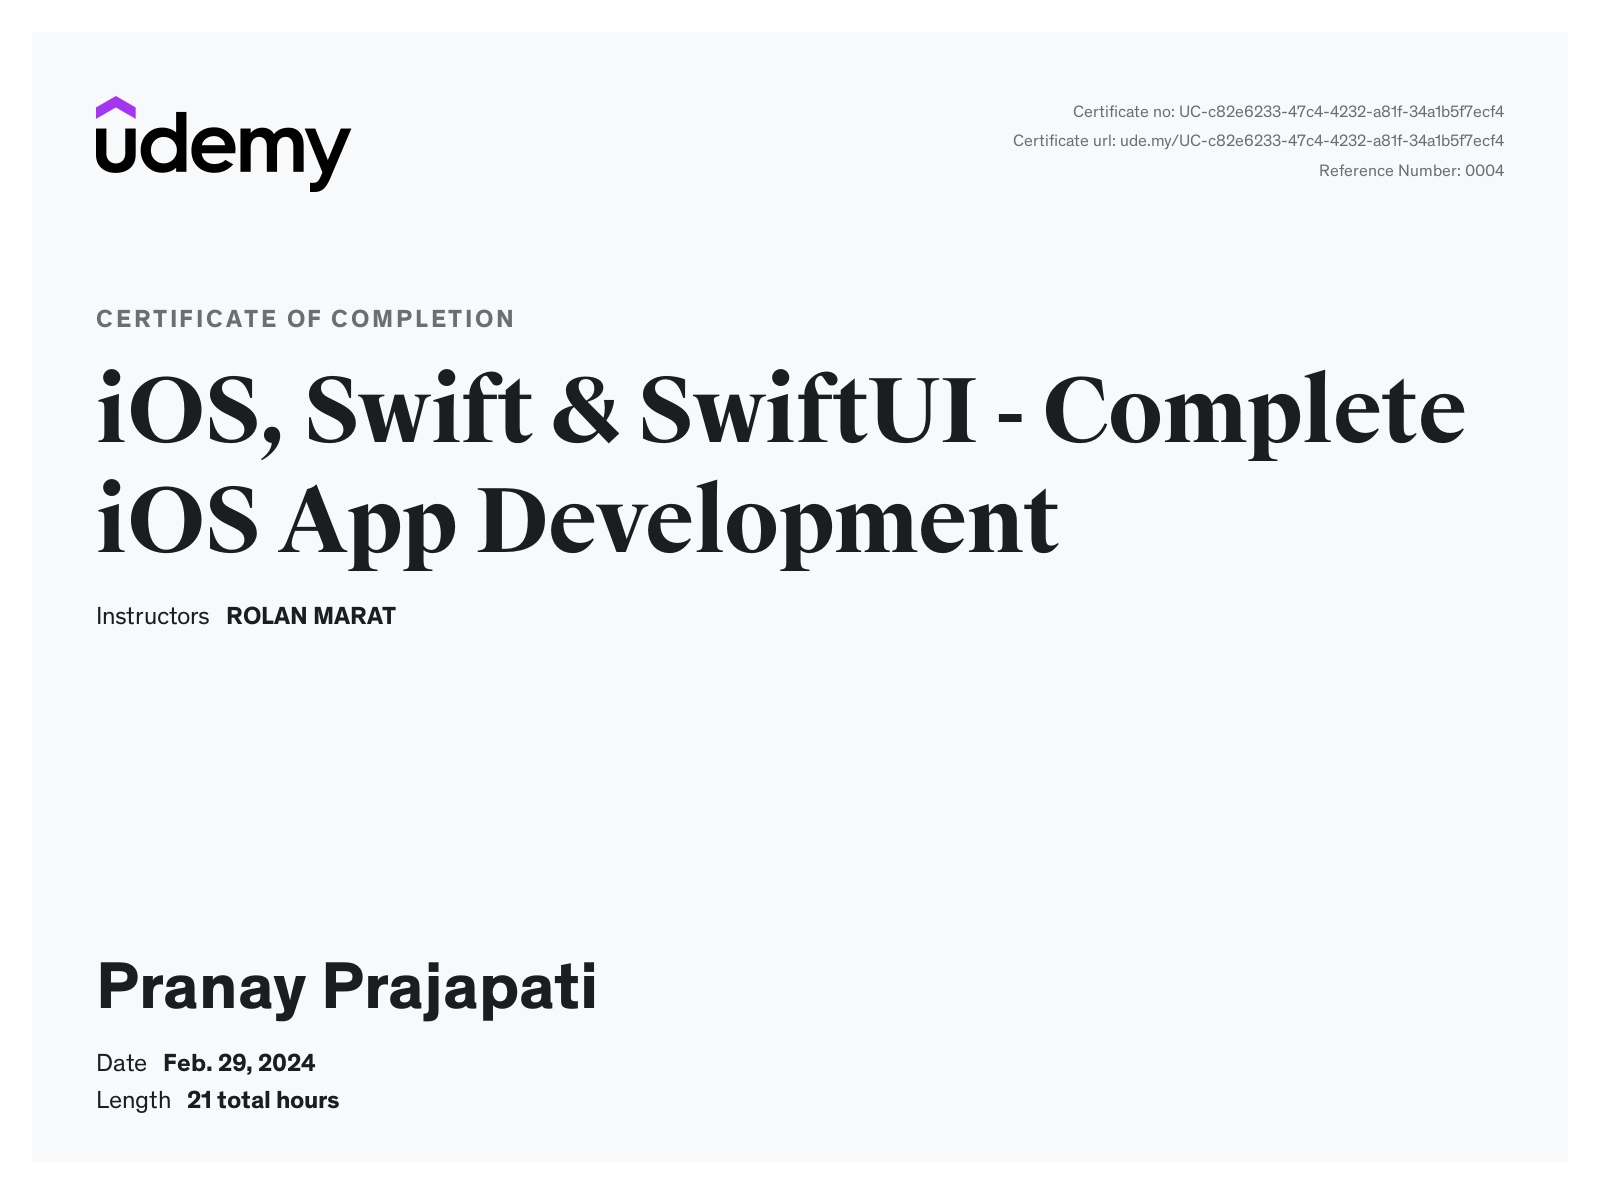 udemy
Certificate no: UC-c82e6233-47c4-4232-a81f-34a1b5f7ecf4
Certificate url: ude.my/UC-c82e6233-47c4-4232-a81f-34a1b5f7ecf4
Reference Number: 0004
CERTIFICATE OF COMPLETION
iOS, Swift & SwiftUI - Complete
iOS App Development
Instructors ROLAN MARAT
Pranay Prajapati
Date Feb. 29, 2024
Length 21 total hours